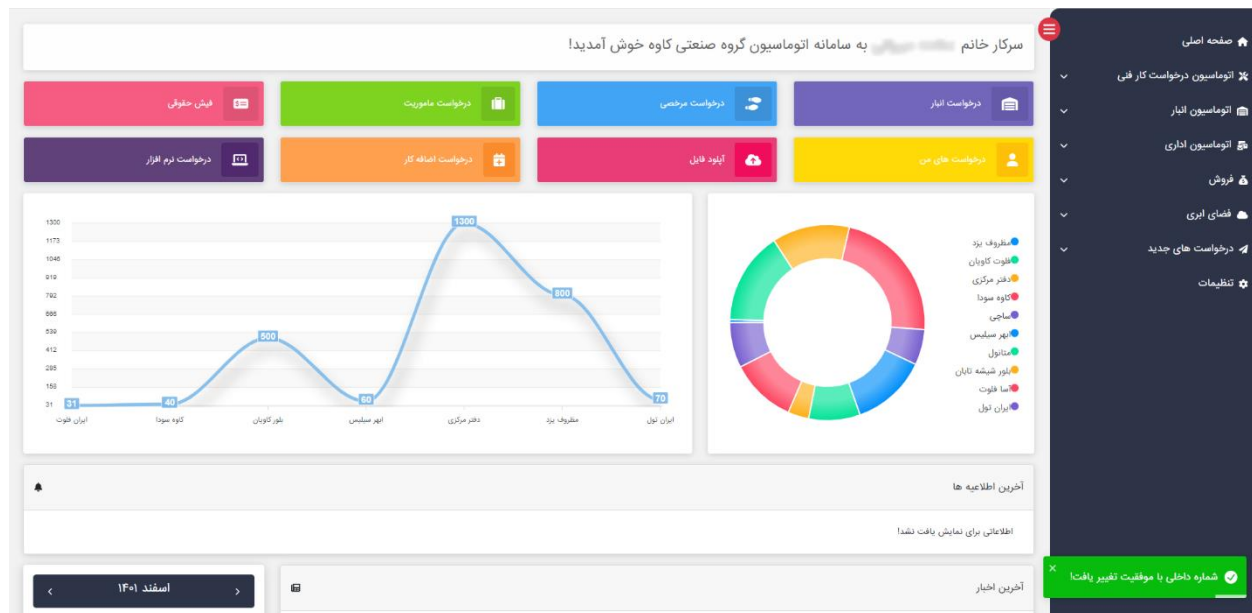 صفحه اصلی
اتوماسیون درخواست کار فنی
اتوماسیون انبار
اتوماسیون اداری
فروش
فضای ابری
درخواست های جدید
تنظیمات
سرکار خانم به سامانه اتوماسیون گروه صنعتی کاوه خوش آمدید!
درخواست انبار
درخواست مرخصی
درخواست ماموریت
فیش حقوقی
درخواست های من
آپلود فایل
درخواست اضافه کار
درخواست نرم افزار
مظروف یزد
فلوت کاویان
دفتر مرکزی
کاوه سودا
ساچی
ابهر سیلیس
متانول
بلور شیشه تابان
آسا فلوت
ایران تول
1300
1173
1046
919
792
539
412
285
158
31
31
40
500
60
1300
800
70
ایران فلوت
کاوه سودا
بلور کاویان
ابهر سیلیس
دفتر مرکزی
مظروف یزد
ایران تول
آخرین اطلاعیه ها
اطلاعاتی برای نمایش یافت نشد!
آخرین اخبار
اسفند ۱۴۰۱
شماره داخلی با موفقیت تغییر یافت!